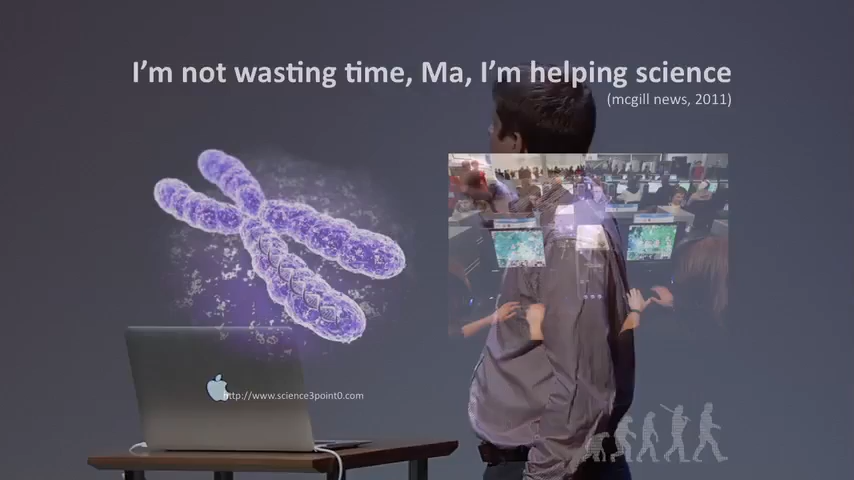 I'm not wasting time, Ma, I'm helping science
(mcgill news, 2011)
http://www.science3point0.com